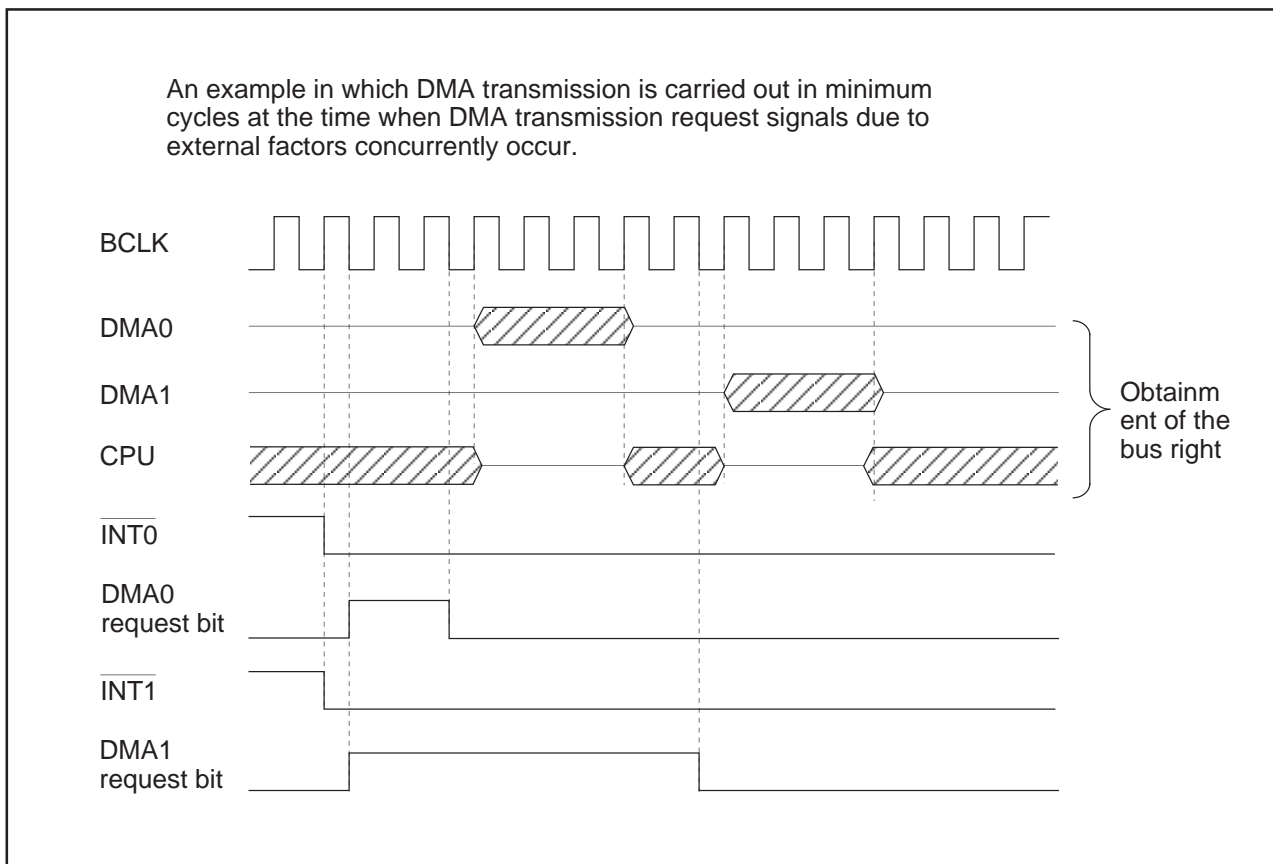 An example in which DMA transmission is carried out in minimum
cycles at the time when DMA transmission request signals due to
external factors concurrently occur.
BCLK
DMA0
DMA1
CPU
Obtainm
ent of the
bus right
INT0
DMA0
request bit
INT1
DMA1
request bit